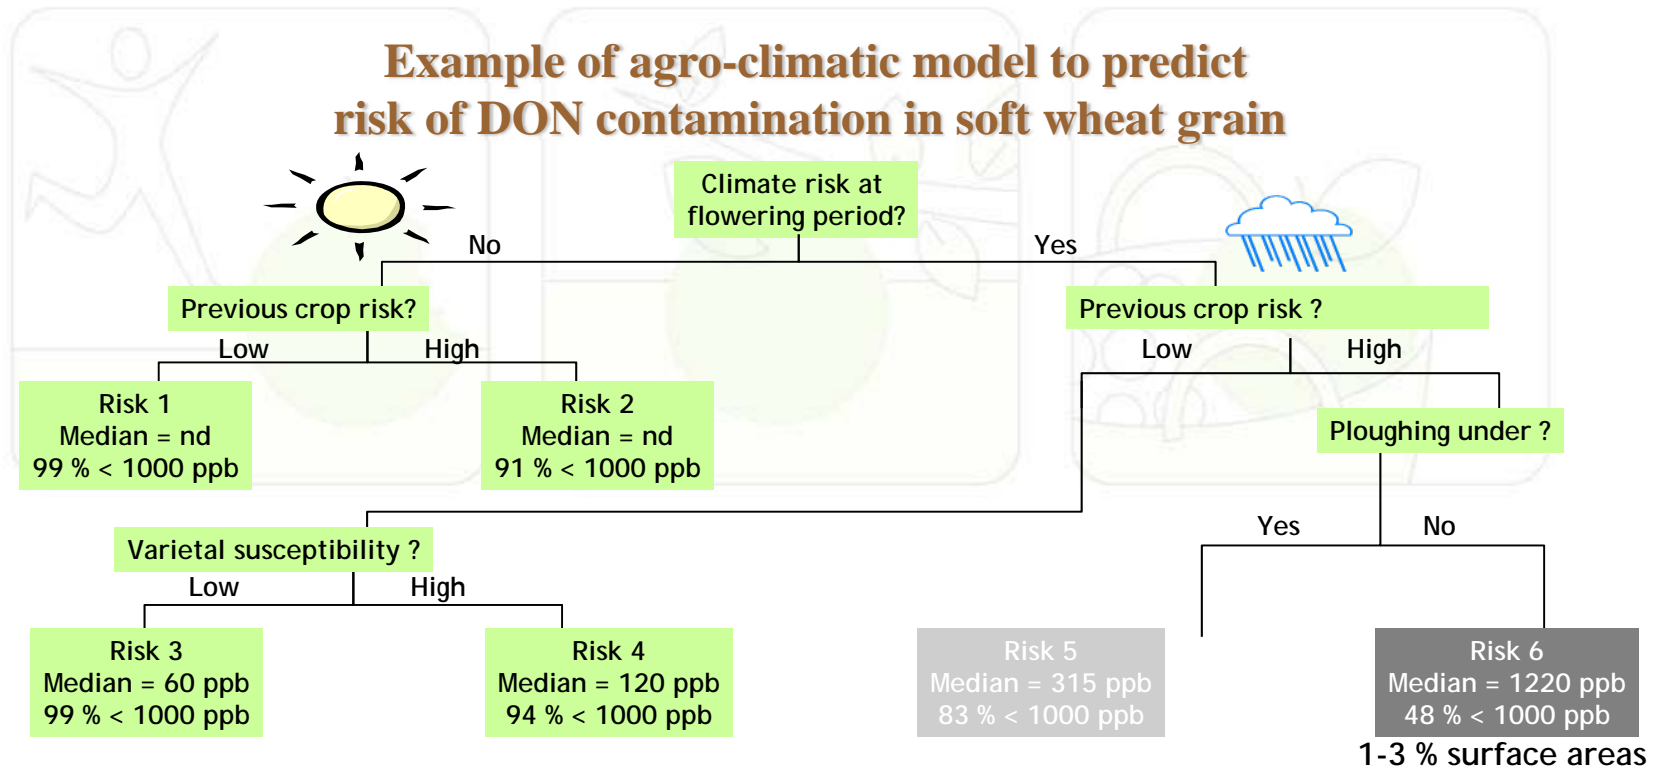 Example of agro-climatic model to predict
risk of DON contamination in soft wheat grain
Climate risk at
flowering period?
No
Yes
Previous crop risk?
Previous crop risk ?
Low
High
Low
High
Risk 1
Median = nd
99 % < 1000 ppb
Risk 2
Median = nd
91 % < 1000 ppb
Ploughing under ?
Yes
No
Varietal susceptibility ?
Low
High
Risk 3
Median = 60 ppb
99 % < 1000 ppb
Risk 4
Median = 120 ppb
94 % < 1000 ppb
Risk 5
Median = 315 ppb
83 % < 1000 ppb
Risk 6
Median = 1220 ppb
48 % < 1000 ppb
1-3 % surface areas